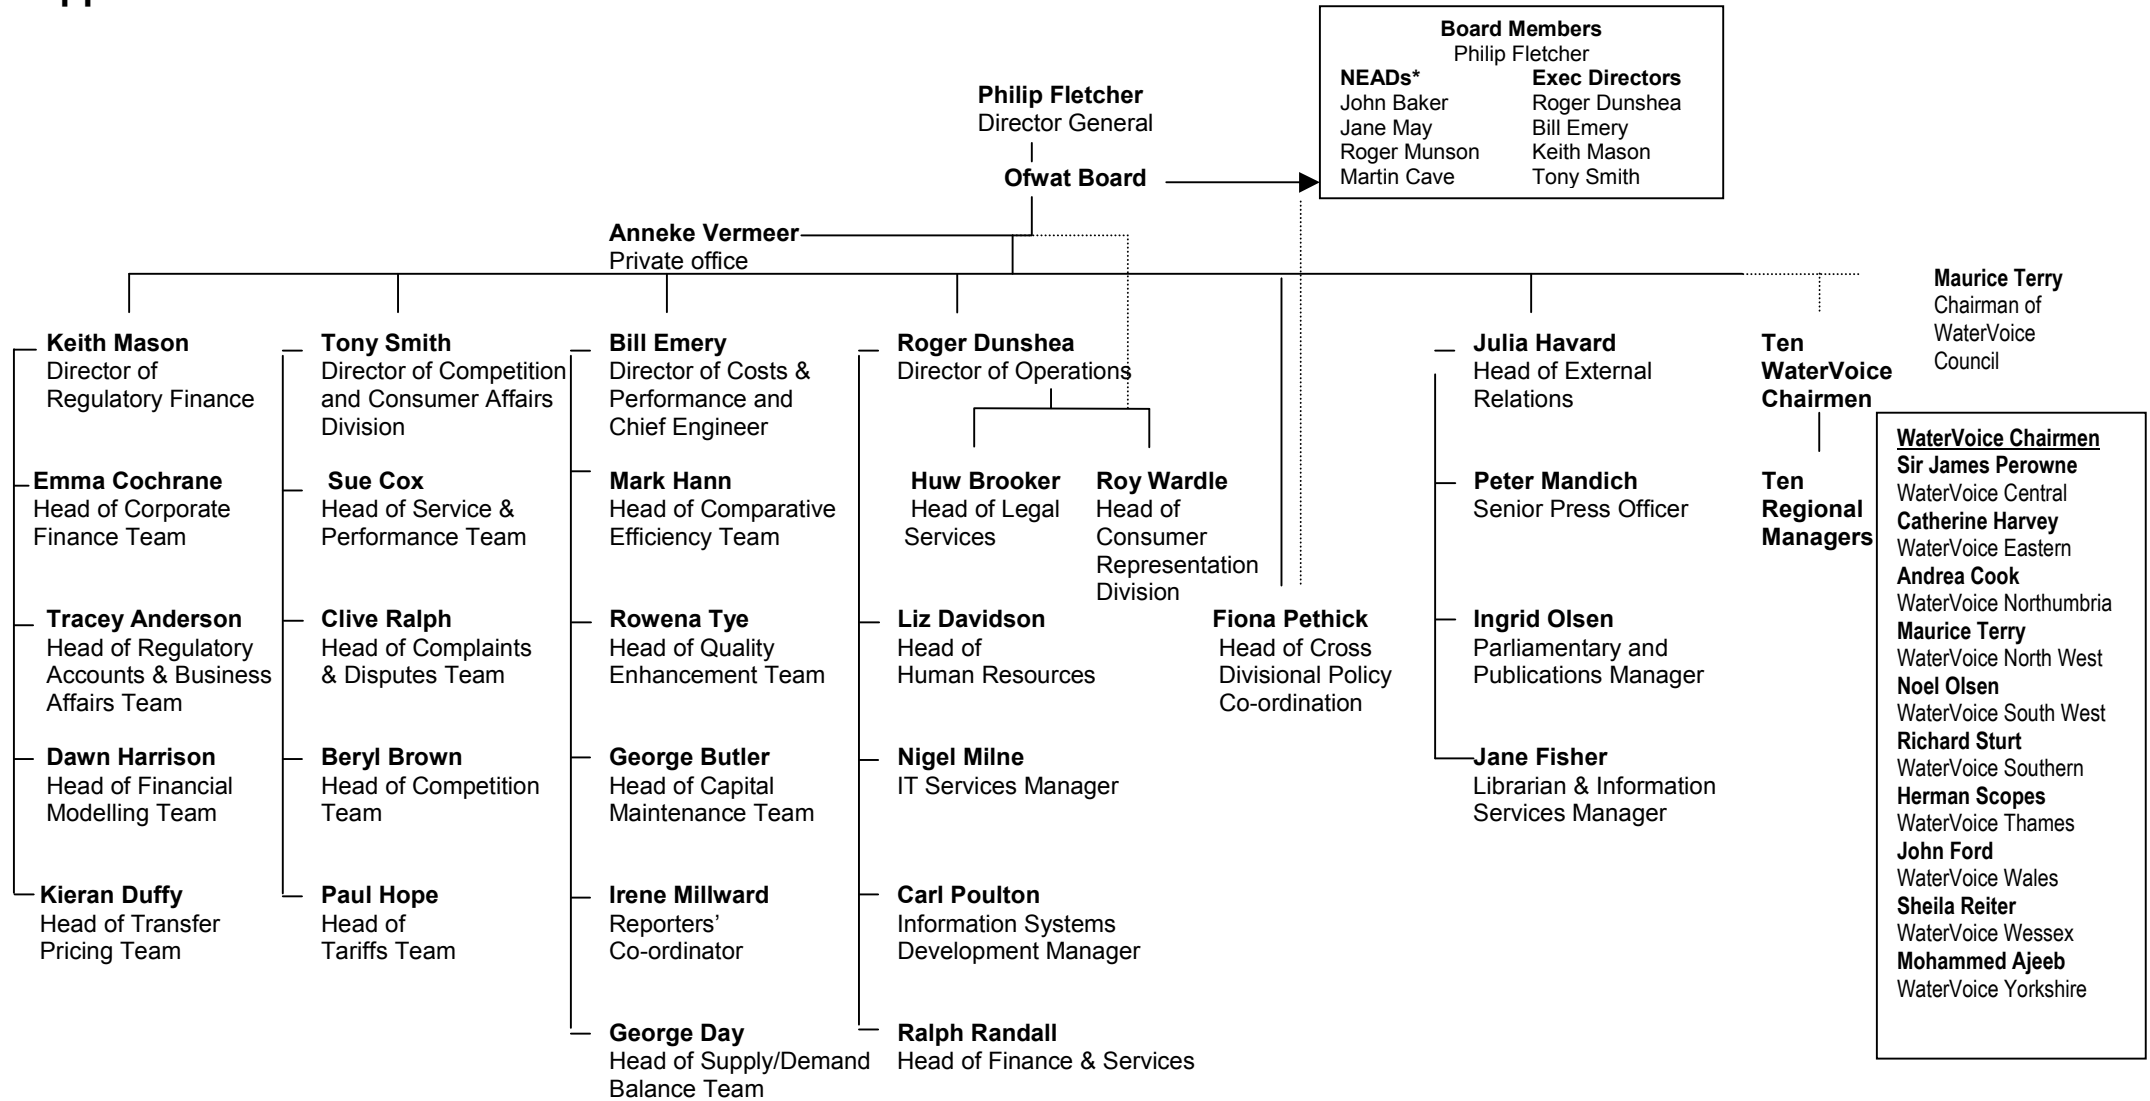 Board Members
Philip Fletcher
NEADs* Exec Directors
John Baker Roger Dunshea
Jane May Bill Emery
Roger Munson Keith Mason
Martin Cave Tony Smith
Philip Fletcher
Director General
Ofwat Board
Anneke Vermeer
Private office
Maurice Terry
Chairman of
WaterVoice
Council
Keith Mason
Director of
Regulatory Finance
Emma Cochrane
Head of Corporate
Finance Team
Tracey Anderson
Head of Regulatory
Accounts & Business
Affairs Team
Dawn Harrison
Head of Financial
Modelling Team
Kieran Duffy
Head of Transfer
Pricing Team
Tony Smith
Director of Competition
and Consumer Affairs
Division
Sue Cox
Head of Service &
Performance Team
Clive Ralph
Head of Complaints
& Disputes Team
Beryl Brown
Head of Competition
Team
Paul Hope
Head of
Tariffs Team
Bill Emery
Director of Costs &
Performance and
Chief Engineer
Mark Hann
Head of Comparative
Efficiency Team
Rowena Tye
Head of Quality
Enhancement Team
George Butler
Head of Capital
Maintenance Team
Irene Millward
Reporters’
Co-ordinator
George Day
Head of Supply/Demand
Balance Team
Roger Dunshea
Director of Operations
Huw Brooker
Head of Legal
Services
Roy Wardle
Head of
Consumer
Representation
Division
Liz Davidson
Head of
Human Resources
Nigel Milne
IT Services Manager
Carl Poulton
Information Systems
Development Manager
Ralph Randall
Head of Finance & Services
Fiona Pethick
Head of Cross
Divisional Policy
Co-ordination
Julia Havard
Head of External
Relations
Peter Mandich
Senior Press Officer
Ingrid Olsen
Parliamentary and
Publications Manager
Jane Fisher
Librarian & Information
Services Manager
Ten
WaterVoice
Chairmen
Ten
Regional
Managers
WaterVoice Chairmen
Sir James Perowne
WaterVoice Central
Catherine Harvey
WaterVoice Eastern
Andrea Cook
WaterVoice Northumbria
Maurice Terry
WaterVoice North West
Noel Olsen
WaterVoice South West
Richard Sturt
WaterVoice Southern
Herman Scopes
WaterVoice Thames
John Ford
WaterVoice Wales
Sheila Reiter
WaterVoice Wessex
Mohammed Ajeeb
WaterVoice Yorkshire